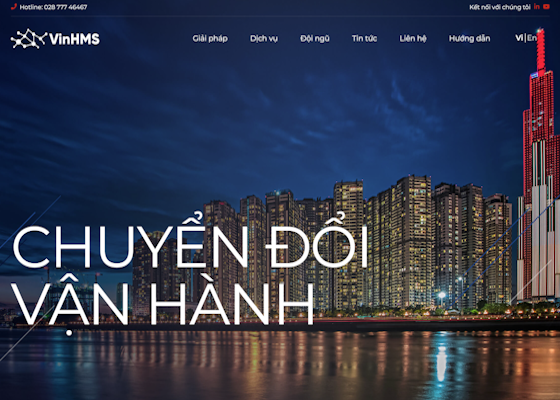 Hotline: 028 777 46467
Kết nối với chúng tôi
VinHMS
Giải pháp
Dịch vụ
Đội ngũ
Tin tức
Liên hệ
Hướng dẫn
VI|En
CHUYỂN ĐỔI
VẬN HÀNH